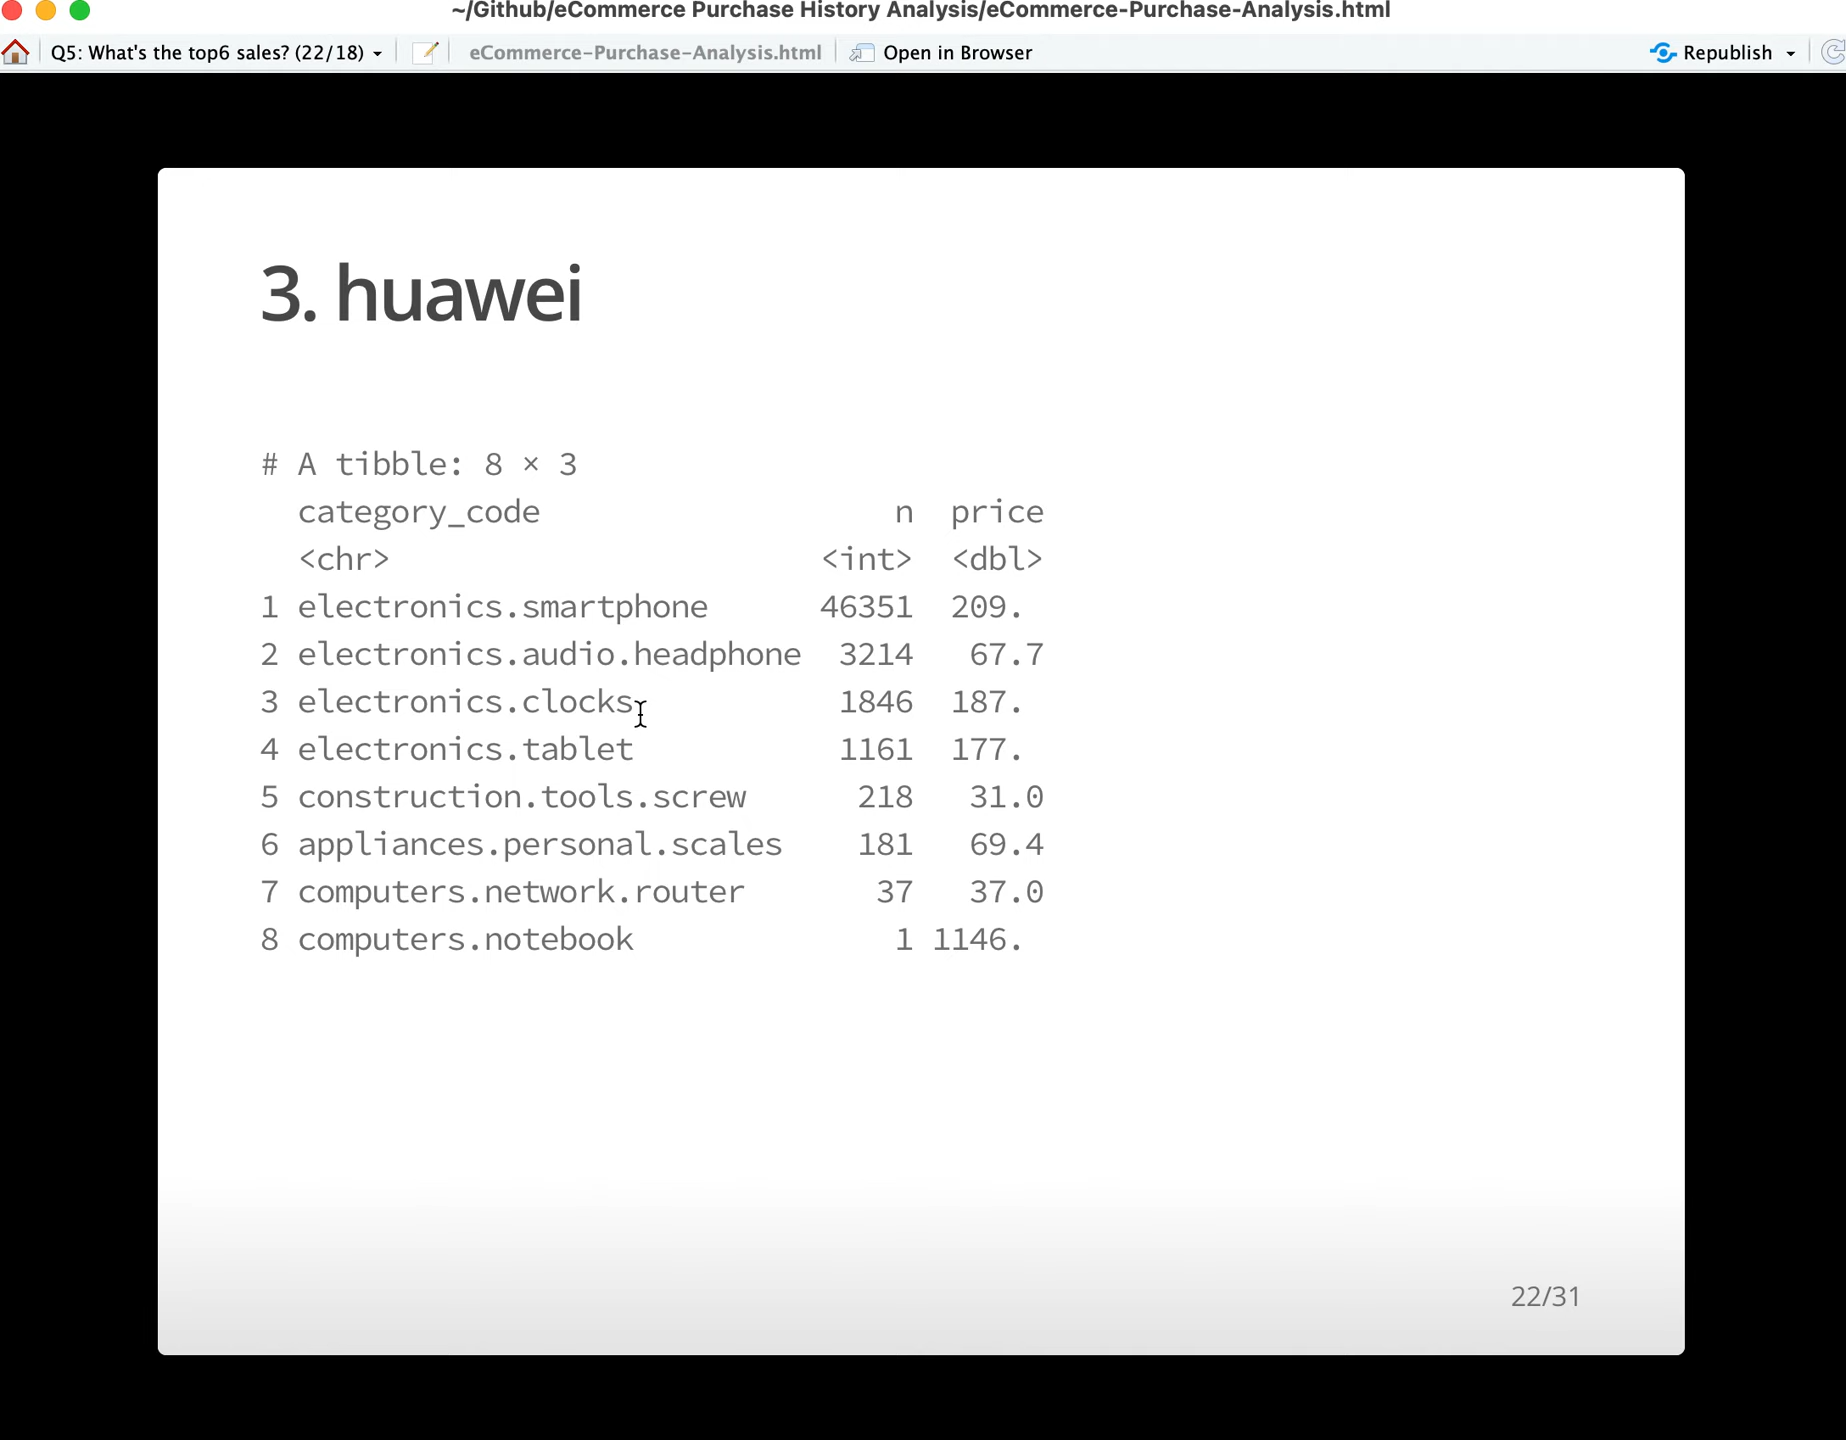 ~/Github/eCommerce Purchase History Analysis/eCommerce-Purchase-Analysis.html
Q5: What's the top6 sales? (22/18) eCommerce-Purchase-Analysis.html Open in Browser Republish
3. huawei
# A tibble: 8 × 3
category_code n price
<chr> <int> <dbl>
1 electronics.smartphone 46351 209.
2 electronics.audio.headphone 3214 67.7
3 electronics.clocks 1846 187.
4 electronics.tablet 1161 177.
5 construction.tools.screw 218 31.0
6 appliances.personal.scales 181 69.4
7 computers.network.router 37 37.0
8 computers.notebook 1 1146.
22/31